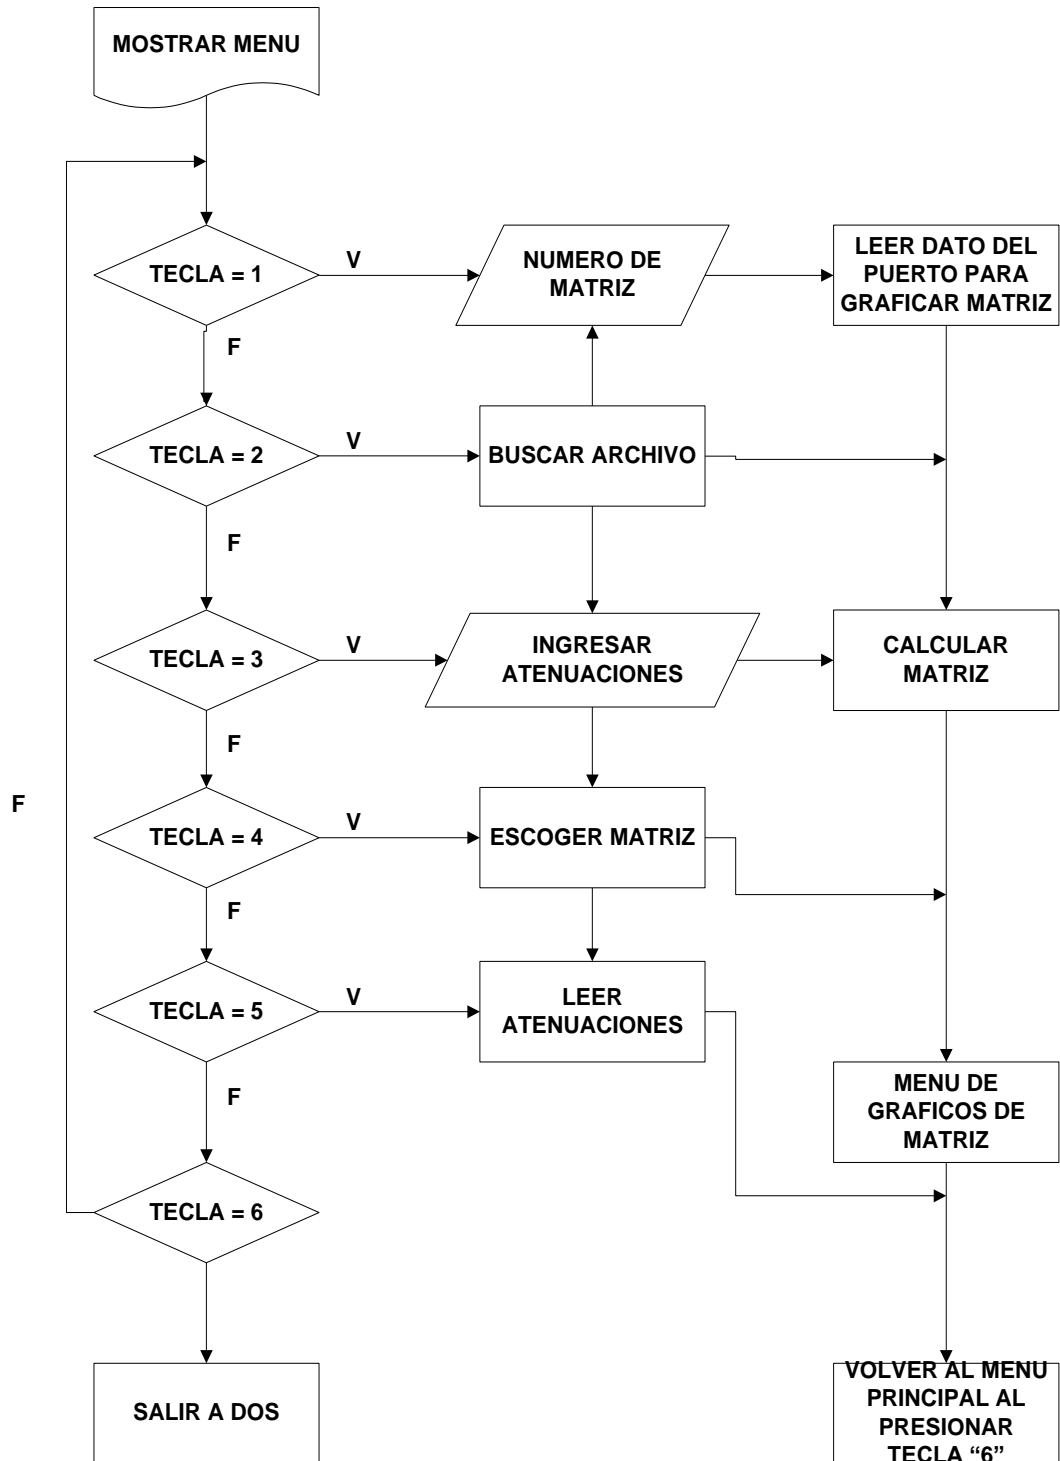 MOSTRAR MENU
TECLA = 1
V
NUMERO DE
MATRIZ
LEER DATO DEL
PUERTO PARA
GRAFICAR MATRIZ
F
TECLA = 2
V
BUSCAR ARCHIVO
F
TECLA = 3
V
INGRESAR
ATENUACIONES
CALCULAR
MATRIZ
F
F
TECLA = 4
V
ESCOGER MATRIZ
F
TECLA = 5
V
LEER
ATENUACIONES
F
MENU DE
GRAFICOS DE
MATRIZ
TECLA = 6
SALIR A DOS
VOLVER AL MENU
PRINCIPAL AL
PRESIONAR
TECLA “6”